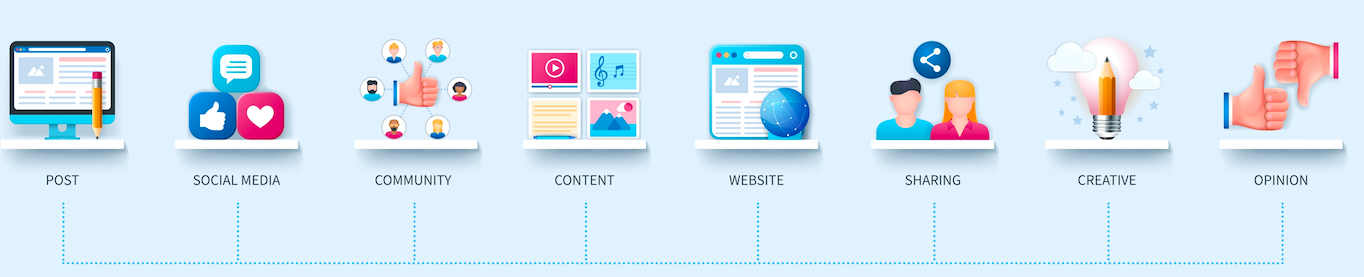 POST
SOCIAL MEDIA
COMMUNITY
CONTENT
WEBSITE
SHARING
CREATIVE
OPINION